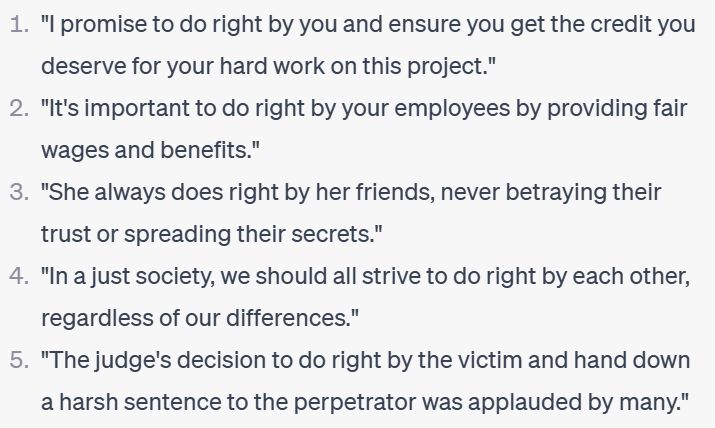 1. "I promise to do right by you and ensure you get the credit you
deserve for your hard work on this project."
2. "It's important to do right by your employees by providing fair
wages and benefits."
3. "She always does right by her friends, never betraying their
trust or spreading their secrets."
4. "In a just society, we should all strive to do right by each other,
regardless of our differences."
5. "The judge's decision to do right by the victim and hand down
a harsh sentence to the perpetrator was applauded by many."